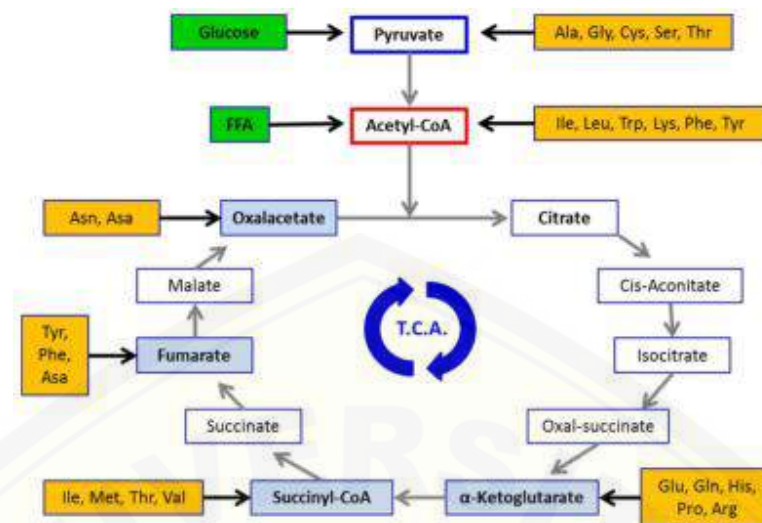 Glucose
Pyruvate
Ala, Gly, Cys, Ser, Thr
FFA
Acetyl-CoA
Ile, Leu, Trp, Lys, Phe, Tyr
Asn, Asa
Oxalacetate
Citrate
Malate
Cis-Aconitate
T.C.A.
Tyr,
Phe,
Asa
Fumarate
Isocitrate
Succinate
Oxal-succinate
Ile, Met, Thr, Val
Succinyl-CoA
α-Ketoglutarate
Glu, Gln, His,
Pro, Arg